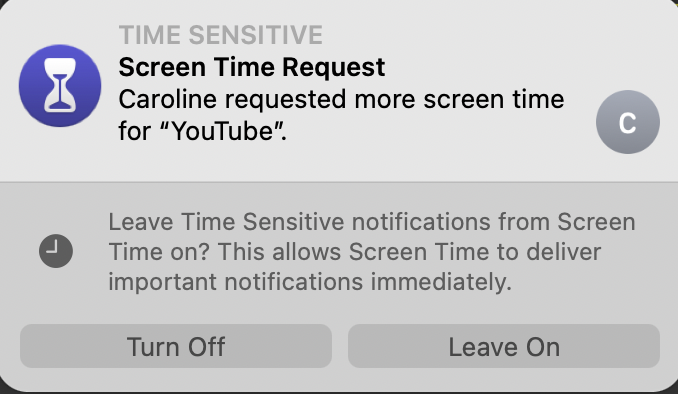 TIME SENSITIVE
Screen Time Request
Caroline requested more screen time
for “YouTube”.
C
Leave Time Sensitive notifications from Screen
Time on? This allows Screen Time to deliver
important notifications immediately.
Turn Off
Leave On